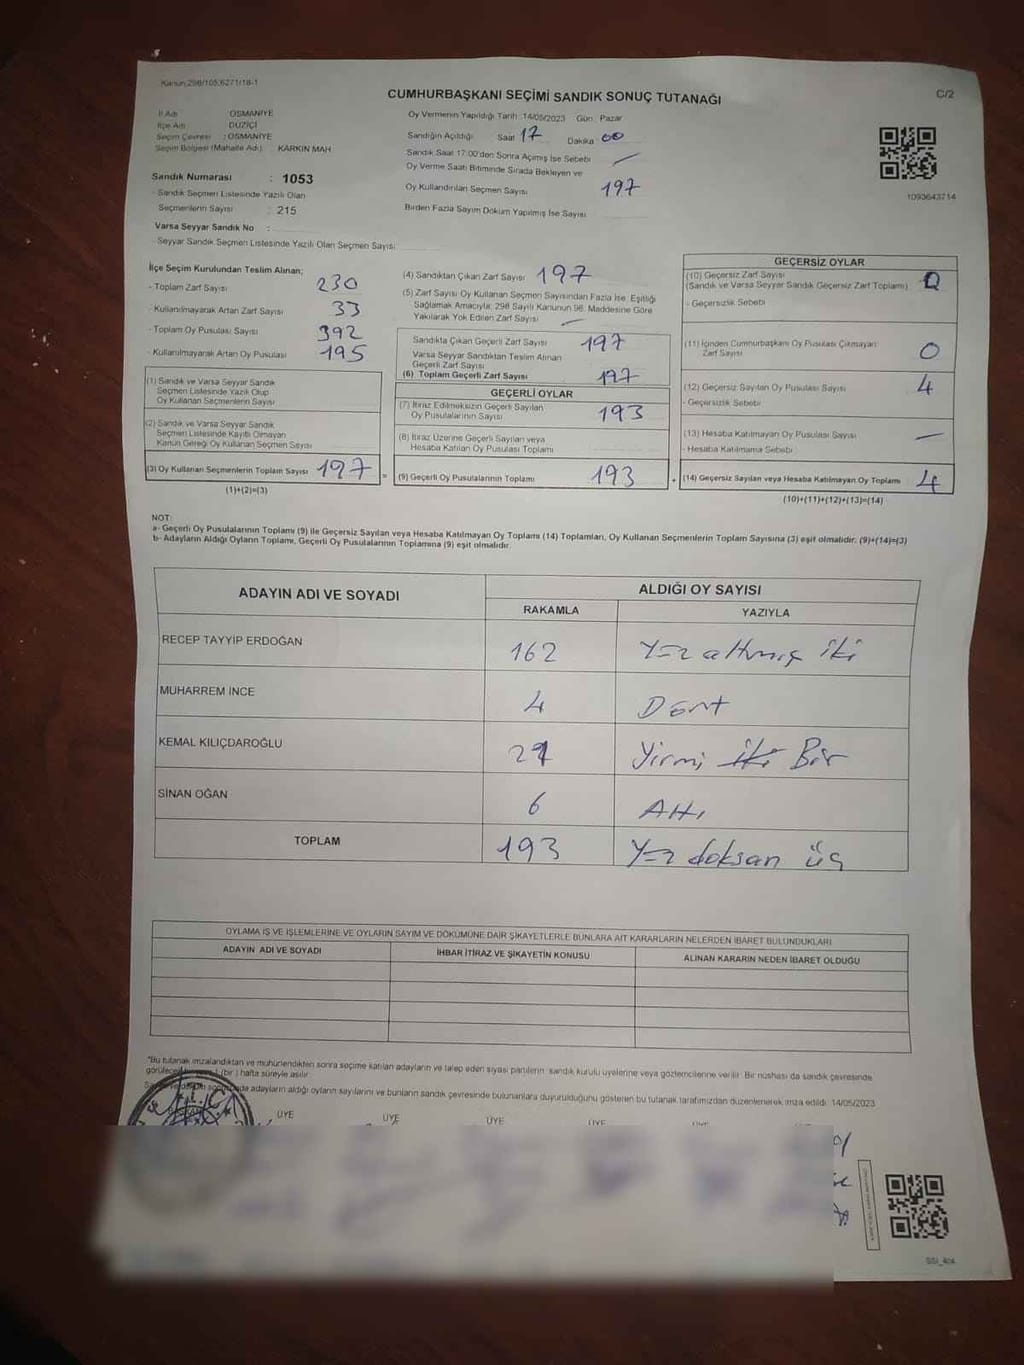 Kanun;298/105;6271/18-1
CUMHURBAŞKANI SEÇİMİ SANDIK SONUÇ TUTANAĞI
C/2
İl Adı : OSMANİYE
İlçe Adı : DÜZİÇİ
Seçim Çevresi : OSMANİYE
Seçim Bölgesi (Mahalle Adı) : KARKIN MAH.
Sandık Numarası : 1053
- Sandık Seçmen Listesinde Yazılı Olan
Seçmenlerin Sayısı : 215
Varsa Seyyar Sandık No :
- Seyyar Sandık Seçmen Listesinde Yazılı Olan Seçmen Sayısı:
Oy Vermenin Yapıldığı Tarih :14/05/2023 Gün : Pazar
Sandığın Açıldığı Saat 17 Dakika 00
Sandık Saat 17:00'den Sonra Açılmış İse Sebebi
Oy Verme Saati Bitiminde Sırada Bekleyen ve
Oy Kullandırılan Seçmen Sayısı 197
Birden Fazla Sayım Döküm Yapılmış İse Sayısı
1093643714
İlçe Seçim Kurulundan Teslim Alınan;
- Toplam Zarf Sayısı 230
- Kullanılmayarak Artan Zarf Sayısı 33
- Toplam Oy Pusulası Sayısı 392
- Kullanılmayarak Artan Oy Pusulası 195
(1) Sandık ve Varsa Seyyar Sandık
Seçmen Listesinde Yazılı Olup
Oy Kullanan Seçmenlerin Sayısı
(2) Sandık ve Varsa Seyyar Sandık
Seçmen Listesinde Kayıtlı Olmayan
Kanun Gereği Oy Kullanan Seçmen Sayısı
(3) Oy Kullanan Seçmenlerin Toplam Sayısı 197 =
(1)+(2)=(3)
(4) Sandıktan Çıkan Zarf Sayısı 197
(5) Zarf Sayısı Oy Kullanan Seçmen Sayısından Fazla İse, Eşitliği
Sağlamak Amacıyla; 298 Sayılı Kanunun 98. Maddesine Göre
Yakılarak Yok Edilen Zarf Sayısı
Sandıkta Çıkan Geçerli Zarf Sayısı 197
Varsa Seyyar Sandıktan Teslim Alınan
Geçerli Zarf Sayısı
(6) Toplam Geçerli Zarf Sayısı 197
GEÇERLİ OYLAR
(7) İtiraz Edilmeksizin Geçerli Sayılan
Oy Pusulalarının Sayısı 193
(8) İtiraz Üzerine Geçerli Sayılan veya
Hesaba Katılan Oy Pusulası Toplamı
(9) Geçerli Oy Pusulalarının Toplamı 193 +
GEÇERSİZ OYLAR
(10) Geçersiz Zarf Sayısı
(Sandık ve Varsa Seyyar Sandık Geçersiz Zarf Toplamı) 0
- Geçersizlik Sebebi
(11) İçinden Cumhurbaşkanı Oy Pusulası Çıkmayan
Zarf Sayısı 0
(12) Geçersiz Sayılan Oy Pusulası Sayısı 4
- Geçersizlik Sebebi
(13) Hesaba Katılmayan Oy Pusulası Sayısı
- Hesaba Katılmama Sebebi
(14) Geçersiz Sayılan veya Hesaba Katılmayan Oy Toplamı 4
(10)+(11)+(12)+(13)=(14)
NOT:
a- Geçerli Oy Pusulalarının Toplamı (9) ile Geçersiz Sayılan veya Hesaba Katılmayan Oy Toplamı (14) Toplamları, Oy Kullanan Seçmenlerin Toplam Sayısına (3) eşit olmalıdır. (9)+(14)=(3)
b- Adayların Aldığı Oyların Toplamı, Geçerli Oy Pusulalarının Toplamına (9) eşit olmalıdır.
ADAYIN ADI VE SOYADI ALDIĞI OY SAYISI
RAKAMLA YAZIYLA
RECEP TAYYİP ERDOĞAN 162 Yüz altmış iki
MUHARREM İNCE 4 Dört
KEMAL KILIÇDAROĞLU 21 Yirmi iki Bir
SİNAN OĞAN 6 Altı
TOPLAM 193 Yüz doksan üç
OYLAMA İŞ VE İŞLEMLERİNE VE OYLARIN SAYIM VE DÖKÜMÜNE DAİR ŞİKAYETLERLE BUNLARA AİT KARARLARIN NELERDEN İBARET BULUNDUKLARI
ADAYIN ADI VE SOYADI İHBAR İTİRAZ VE ŞİKAYETİN KONUSU ALINAN KARARIN NEDEN İBARET OLDUĞU
*Bu tutanak imzalandıktan ve mühürlendikten sonra seçime katılan adayların ve talep eden siyasi partilerin sandık kurulu üyelerine veya gözlemcilerine verilir. Bir nüshası da sandık çevresinde
görülecek 1 (bir ) hafta süreyle asılır.
adayların aldığı oyların sayılarını ve bunların sandık çevresinde bulunanlara duyurulduğunu gösteren bu tutanak tarafımızdan düzenlenerek imza edildi. 14/05/2023
ÜYE ÜYE ÜYE ÜYE